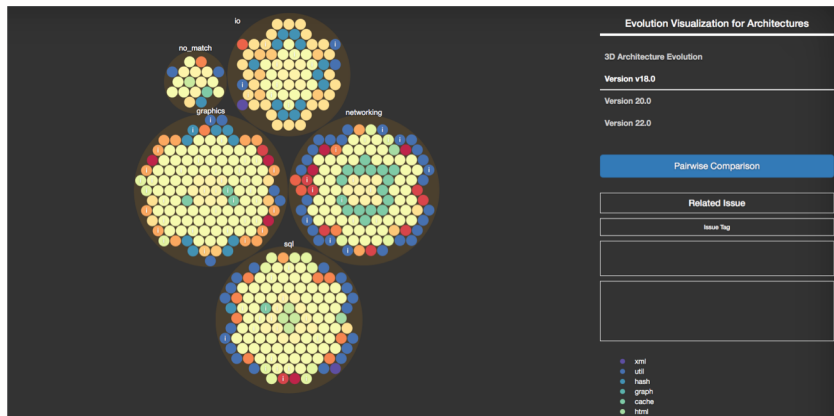 io
no_match
graphics
networking
sql
Evolution Visualization for Architectures
3D Architecture Evolution
Version v18.0
Version 20.0
Version 22.0
Pairwise Comparison
Related Issue
Issue Tag
xml
util
hash
graph
cache
html